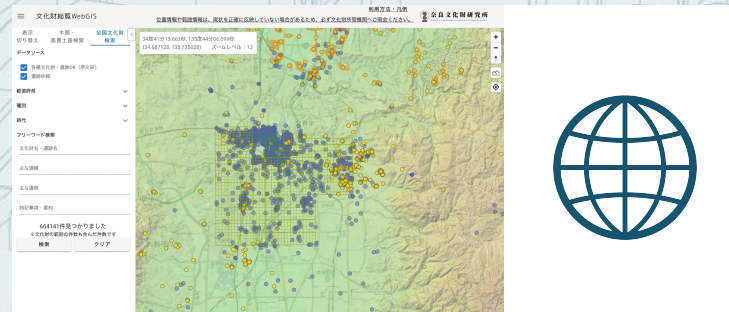 利用方法・凡例
文化財総覧WebGIS
位置情報や範囲情報は、現状を正確に反映していない場合があるため、必ず文化財所管機関へご照会ください。
奈良文化財研究所
表示
切り替え
木簡・
墨書土器検索
全国文化財
検索
34度41分15.663秒, 135度44分06.099秒
(34.687128, 135.735028) ズームレベル：12
データソース
各種文化財・遺跡DB（奈文研）
遺跡抄録
都道府県
種別
時代
フリーワード検索
文化財名・遺跡名
主な遺構
主な遺物
特記事項・要約
664141件見つかりました
※文化財の範囲の件数も含んだ件数です
検索
クリア